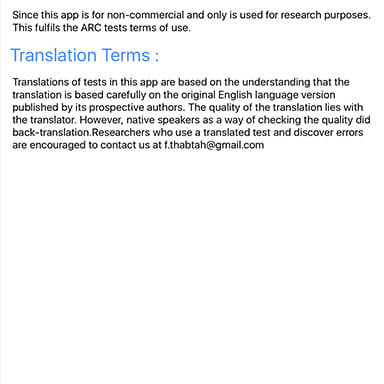 Since this app is for non-commercial and only is used for research purposes.
This fulfils the ARC tests terms of use.
Translation Terms :
Translations of tests in this app are based on the understanding that the
translation is based carefully on the original English language version
published by its prospective authors. The quality of the translation lies with
the translator. However, native speakers as a way of checking the quality did
back-translation.Researchers who use a translated test and discover errors
are encouraged to contact us at f.thabtah@gmail.com